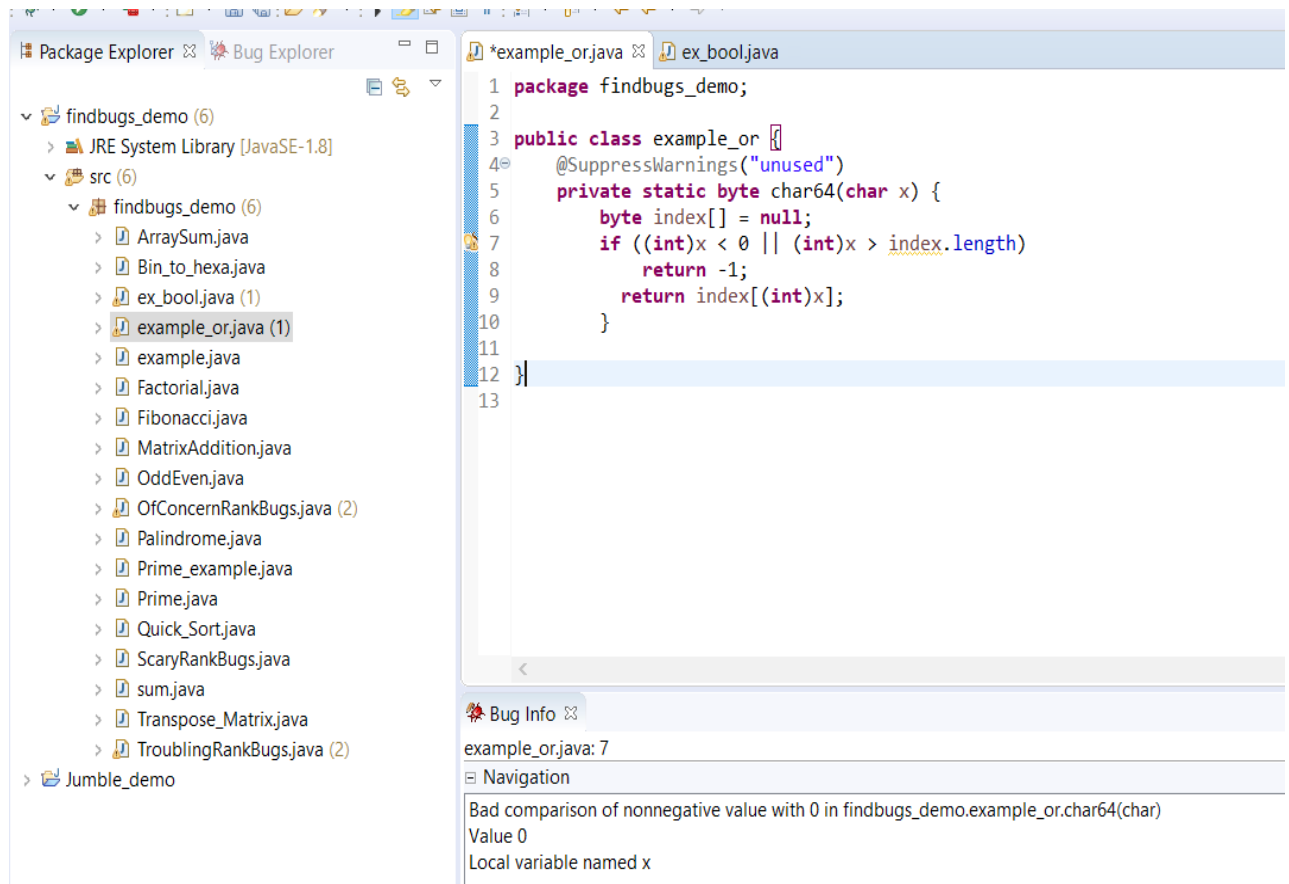 Package Explorer Bug Explorer
findbugs_demo (6)
JRE System Library [JavaSE-1.8]
src (6)
findbugs_demo (6)
ArraySum.java
Bin_to_hexa.java
ex_bool.java (1)
example_or.java (1)
example.java
Factorial.java
Fibonacci.java
MatrixAddition.java
OddEven.java
OfConcernRankBugs.java (2)
Palindrome.java
Prime_example.java
Prime.java
Quick_Sort.java
ScaryRankBugs.java
sum.java
Transpose_Matrix.java
TroublingRankBugs.java (2)
Jumble_demo
*example_or.java ex_bool.java
1 package findbugs_demo;
2
3 public class example_or {
4 @SuppressWarnings("unused")
5 private static byte char64(char x) {
6 byte index[] = null;
7 if ((int)x < 0 || (int)x > index.length)
8 return -1;
9 return index[(int)x];
10 }
11
12 }
13
Bug Info
example_or.java: 7
Navigation
Bad comparison of nonnegative value with 0 in findbugs_demo.example_or.char64(char)
Value 0
Local variable named x